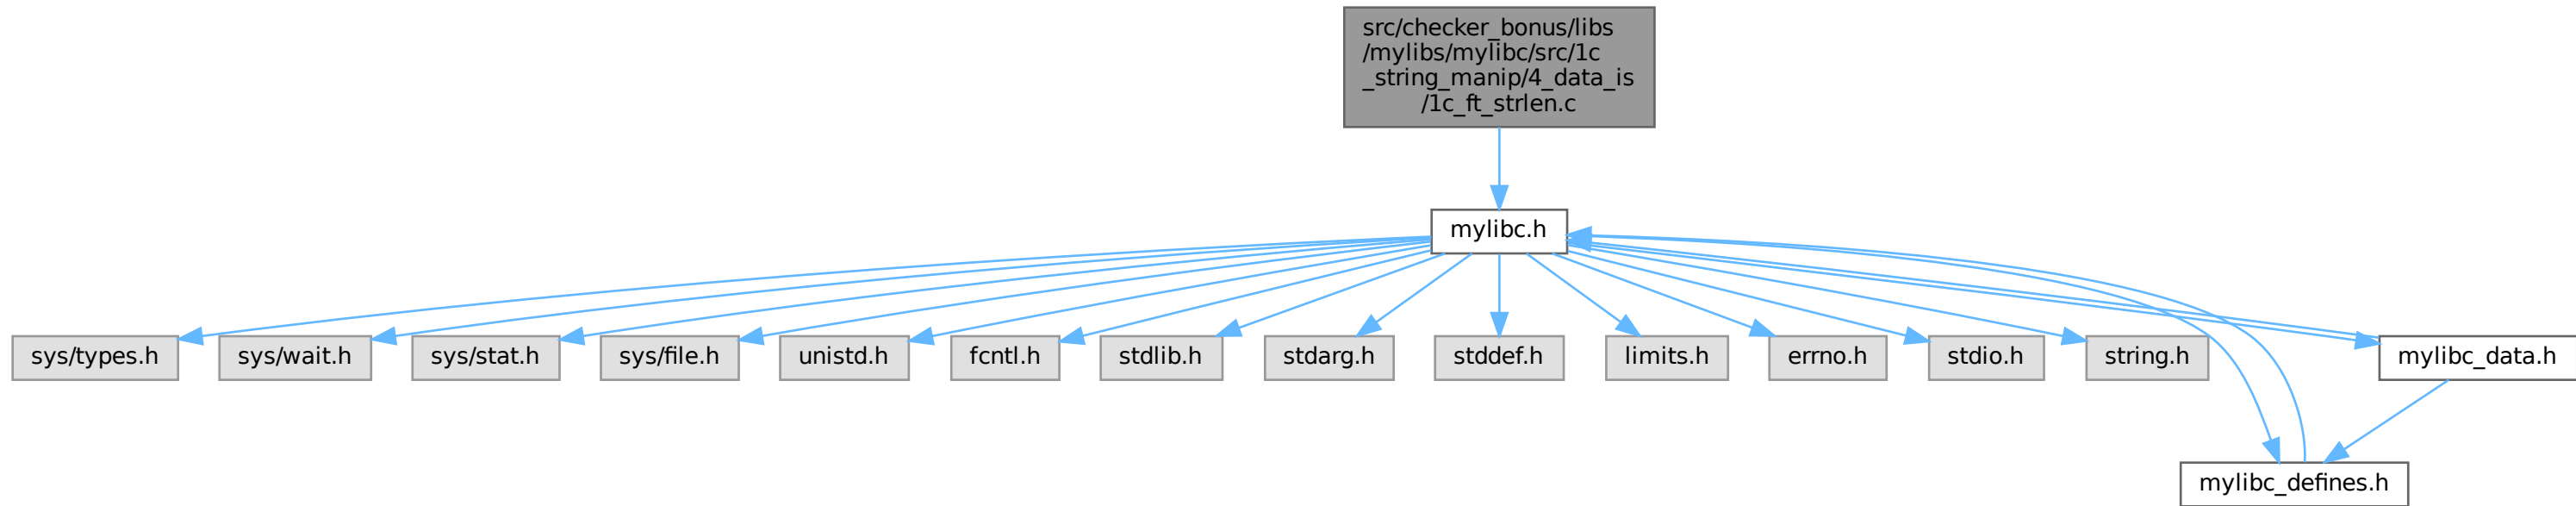 src/checker_bonus/libs
/mylibs/mylibc/src/1c
_string_manip/4_data_is
/1c_ft_strlen.c
mylibc.h
sys/types.h
sys/wait.h
sys/stat.h
sys/file.h
unistd.h
fcntl.h
stdlib.h
stdarg.h
stddef.h
limits.h
errno.h
stdio.h
string.h
mylibc_data.h
mylibc_defines.h